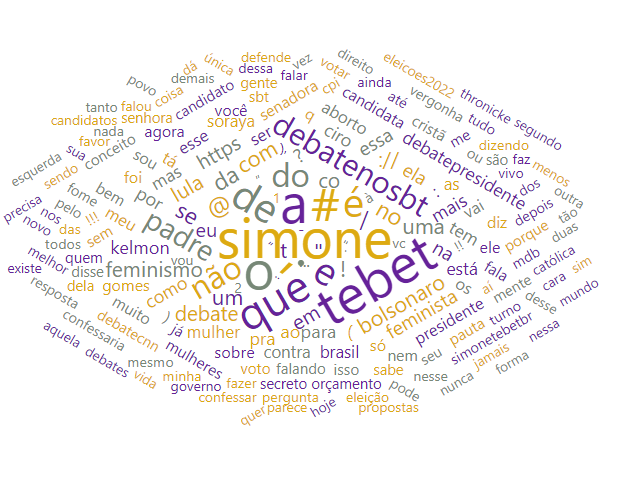 única defende vez direito
dá dessa falar votar eleicoes2022
povo demais gente cpi ainda
coisa candidato sbt senadora até vergonha thronicke segundo
tanto falou você q aborto candidata cristã tudo
candidatos senhora soraya ciro me dizendo
nada agora esse ser essa debatepresidente ou são faz menos
favor conceito tá https debatenosbt :// ela vivo
esquerda sua sou mas com ), ? as dos outra
sendo foi lula da do co : mais vai diz depois tão
precisa fome bem por se @ de a # é no tem porque duas
nos pelo !!! meu eu padre simone / uma !! mdb católica
novo das sem kelmon não o ´ . t " na ele
todos quem vou que e ! tebet vc está fala aí cara sim
melhor disse feminismo 2 os mente desse mundo
existe dela gomes como um em bolsonaro feminista
resposta muito debate ( presidente pauta turno nessa
confessaria ) já mulher pra ao para só simonetebetbr
aquela debatecnn mulheres sobre contra brasil nem seu jamais
debates mesmo voto falando isso sabe nesse nunca forma
vida minha governo fazer secreto orçamento pode
confessar pergunta eleição
quer parece hoje propostas